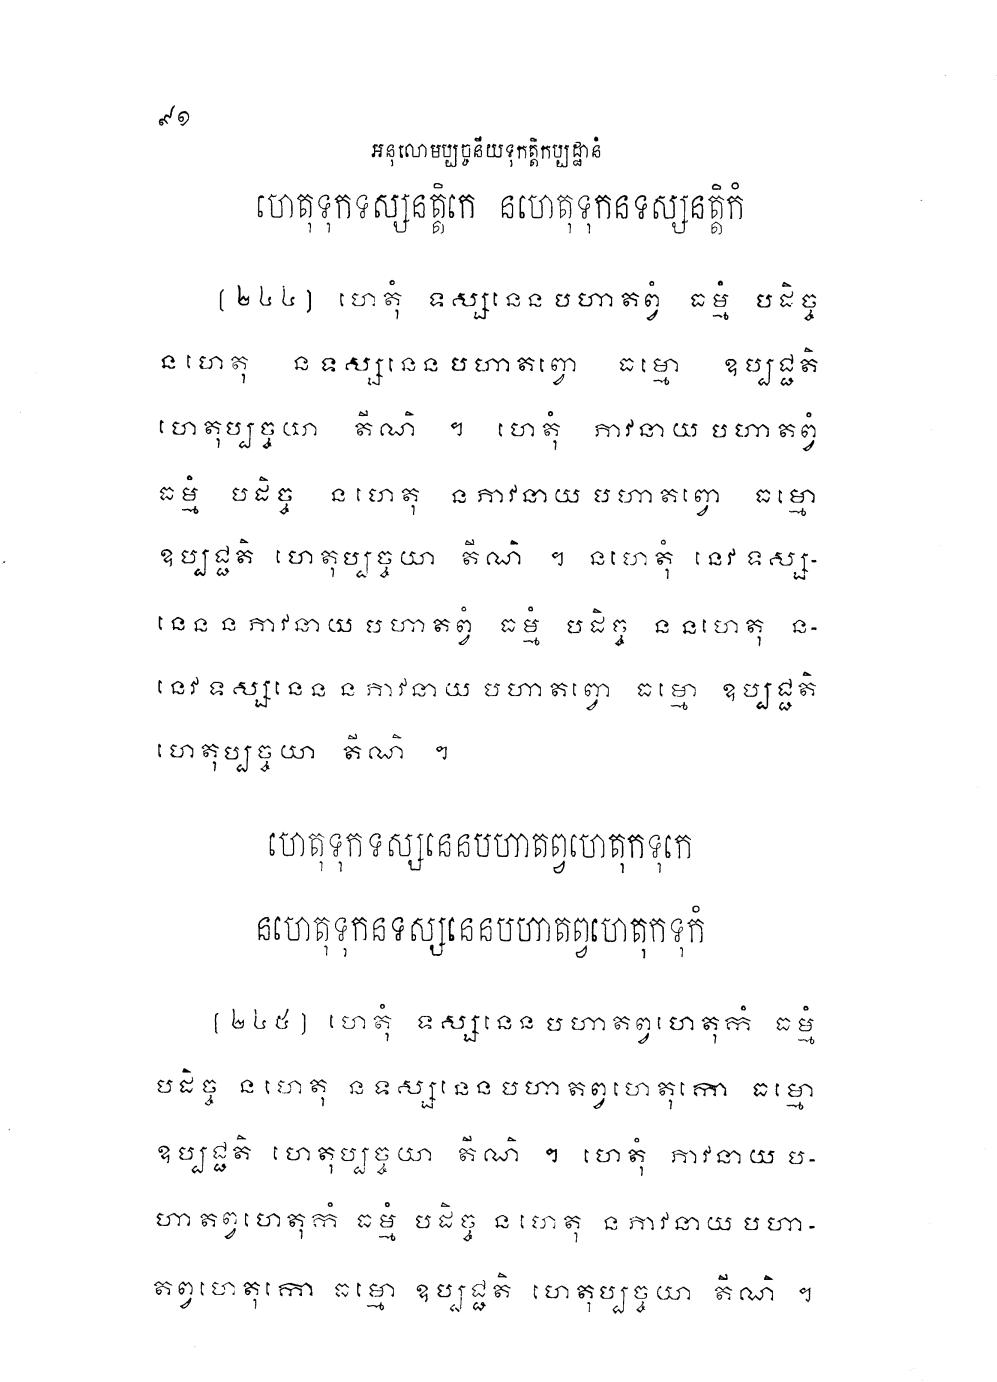 ៩១
អនុលោមប្បច្ចនីយទុកត្តិកប្បដ្ឋានំ
ហេតុទុកទស្សនត្តិកេ នហេតុទុកនទស្សនត្តិកំ
(២៤៤) ហេតុំ ទស្សនេនបហាតព្វំ ធម្មំ បដិច្ច
នហេតុ នទស្សនេនបហាតព្វោ ធម្មោ ឧប្បជ្ជតិ
ហេតុប្បច្ចយា តីណិ ។ ហេតុំ ភាវនាយបហាតព្វំ
ធម្មំ បដិច្ច នហេតុ នភាវនាយបហាតព្វោ ធម្មោ
ឧប្បជ្ជតិ ហេតុប្បច្ចយា តីណិ ។ នហេតុំ នេវទស្ស-
នេននភាវនាយបហាតព្វំ ធម្មំ បដិច្ច ននហេតុ ន-
នេវទស្សនេននភាវនាយបហាតព្វោ ធម្មោ ឧប្បជ្ជតិ
ហេតុប្បច្ចយា តីណិ ។
ហេតុទុកទស្សនេនបហាតព្វហេតុកទុកេ
នហេតុទុកនទស្សនេនបហាតព្វហេតុកទុកំ
(២៤៥) ហេតុំ ទស្សនេនបហាតព្វហេតុកំ ធម្មំ
បដិច្ច នហេតុ នទស្សនេនបហាតព្វហេតុកោ ធម្មោ
ឧប្បជ្ជតិ ហេតុប្បច្ចយា តីណិ ។ ហេតុំ ភាវនាយប-
ហាតព្វហេតុកំ ធម្មំ បដិច្ច នហេតុ នភាវនាយបហា-
តព្វហេតុកោ ធម្មោ ឧប្បជ្ជតិ ហេតុប្បច្ចយា តីណិ ។